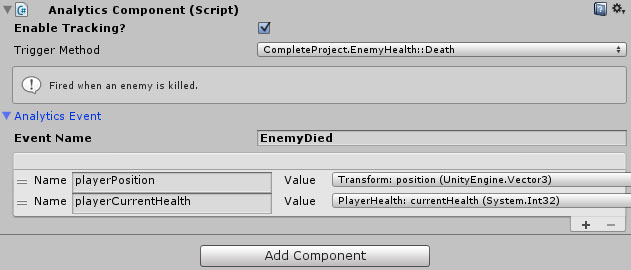 Analytics Component (Script)
Enable Tracking?
Trigger Method CompleteProject.EnemyHealth::Death
Fired when an enemy is killed.
Analytics Event
Event Name EnemyDied
Name playerPosition Value Transform: position (UnityEngine.Vector3)
Name playerCurrentHealth Value PlayerHealth: currentHealth (System.Int32)
+ −
Add Component